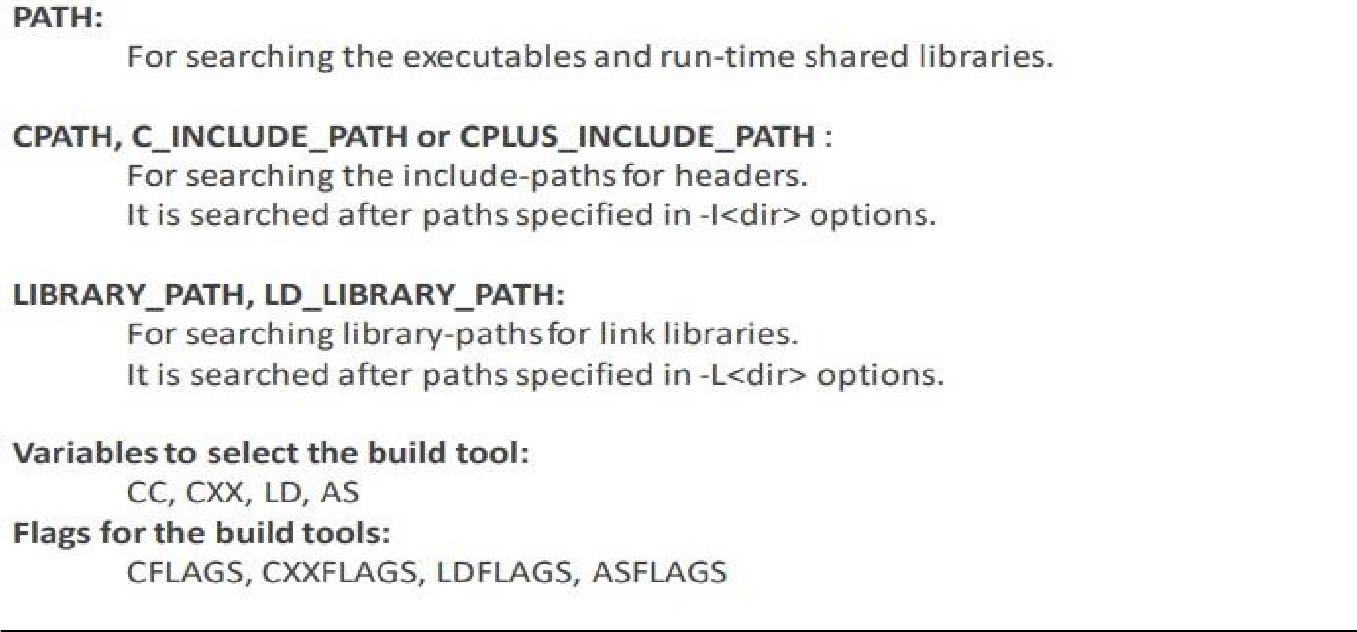 PATH:
For searching the executables and run-time shared libraries.
CPATH, C_INCLUDE_PATH or CPLUS_INCLUDE_PATH :
For searching the include-paths for headers.
It is searched after paths specified in -I<dir> options.
LIBRARY_PATH, LD_LIBRARY_PATH:
For searching library-paths for link libraries.
It is searched after paths specified in -L<dir> options.
Variables to select the build tool:
CC, CXX, LD, AS
Flags for the build tools:
CFLAGS, CXXFLAGS, LDFLAGS, ASFLAGS